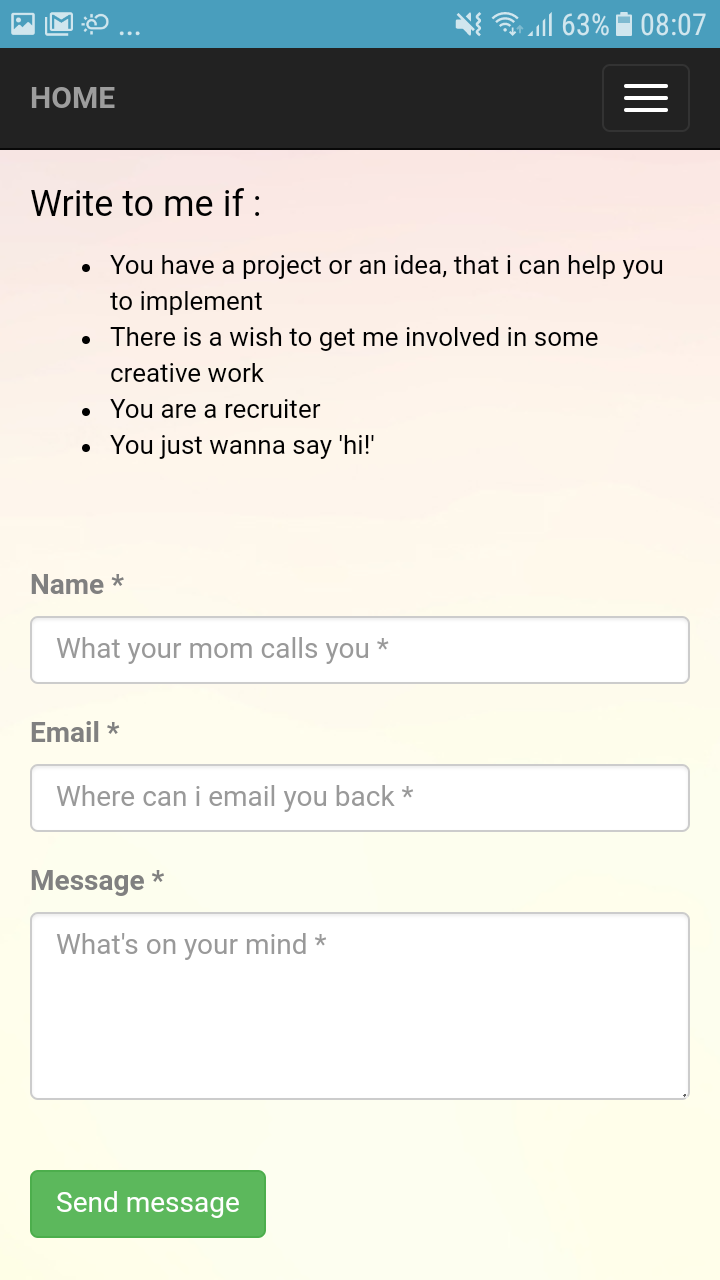 ... 63% 08:07
HOME
Write to me if :
• You have a project or an idea, that i can help you
to implement
• There is a wish to get me involved in some
creative work
• You are a recruiter
• You just wanna say 'hi!'
Name *
What your mom calls you *
Email *
Where can i email you back *
Message *
What's on your mind *
Send message